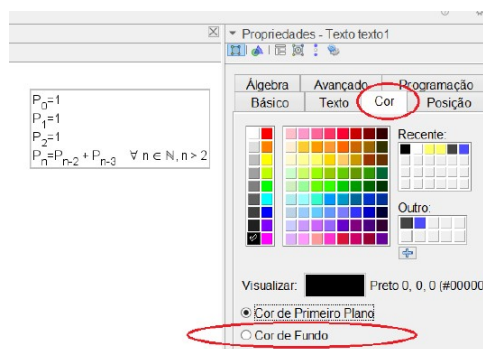 Propriedades - Texto texto1
Álgebra Avançado Programação
Básico Texto Cor Posição
P0=1
P1=1
P2=1
Pn=Pn-2 + Pn-3 ∀ n ∈ ℕ, n > 2
Recente:
Outro:
Visualizar: Preto 0, 0, 0 (#00000
Cor de Primeiro Plano
Cor de Fundo